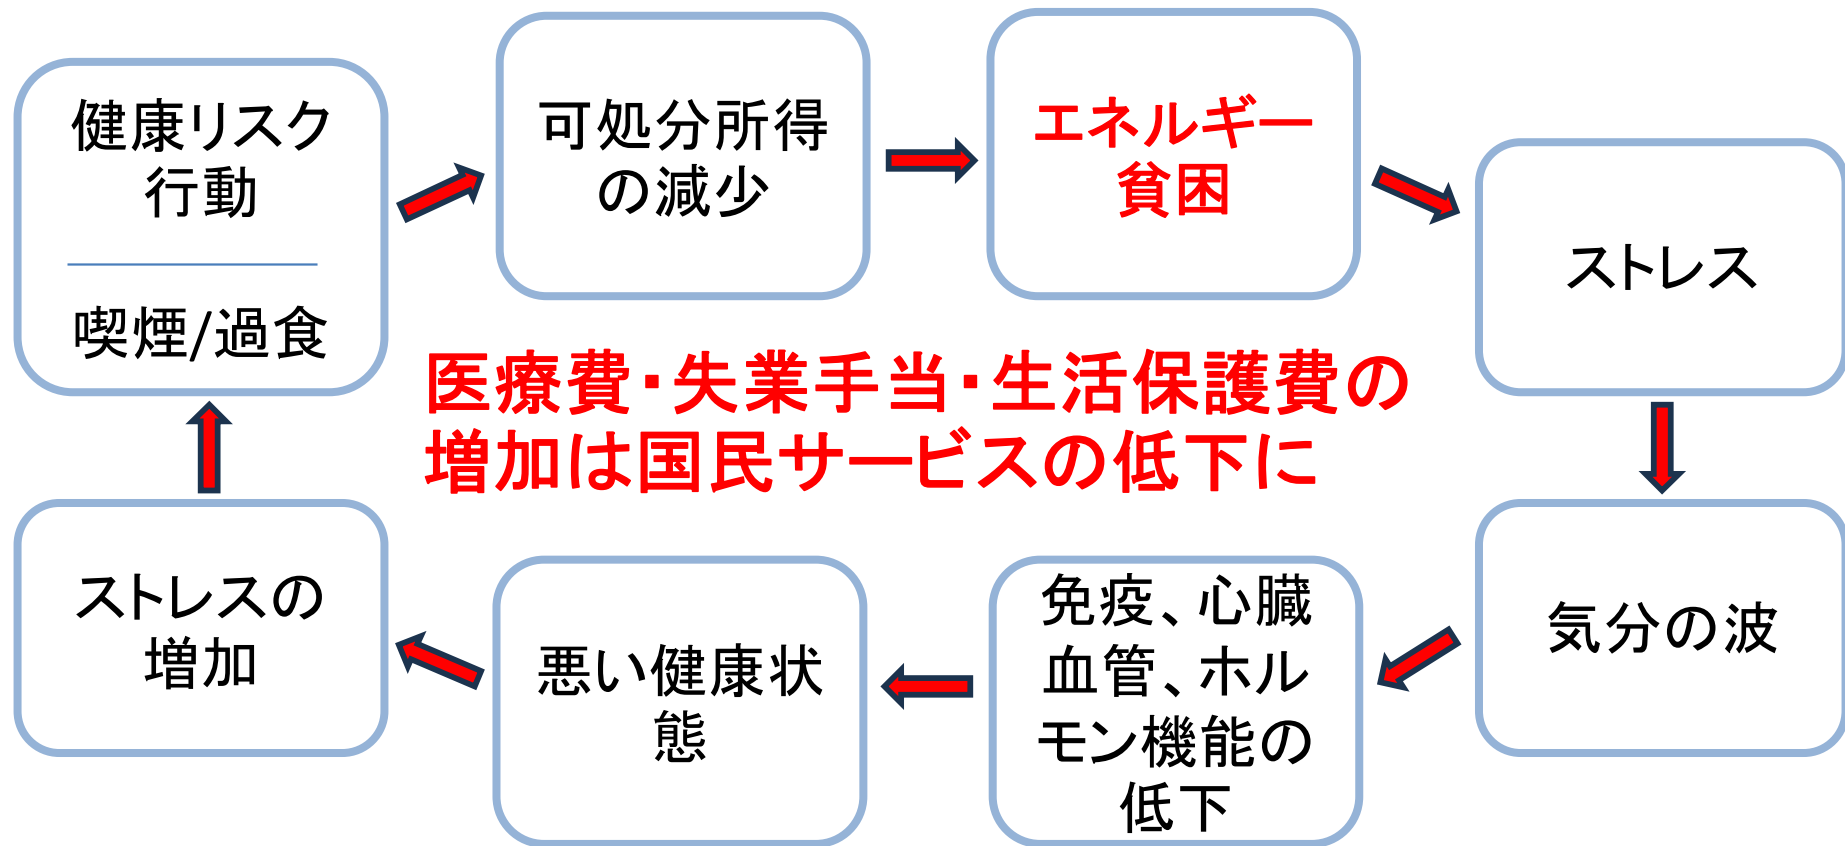 健康リスク
行動
喫煙/過食
可処分所得
の減少
エネルギー
貧困
ストレス
医療費・失業手当・生活保護費の
増加は国民サービスの低下に
ストレスの
増加
悪い健康状
態
免疫、心臓
血管、ホル
モン機能の
低下
気分の波